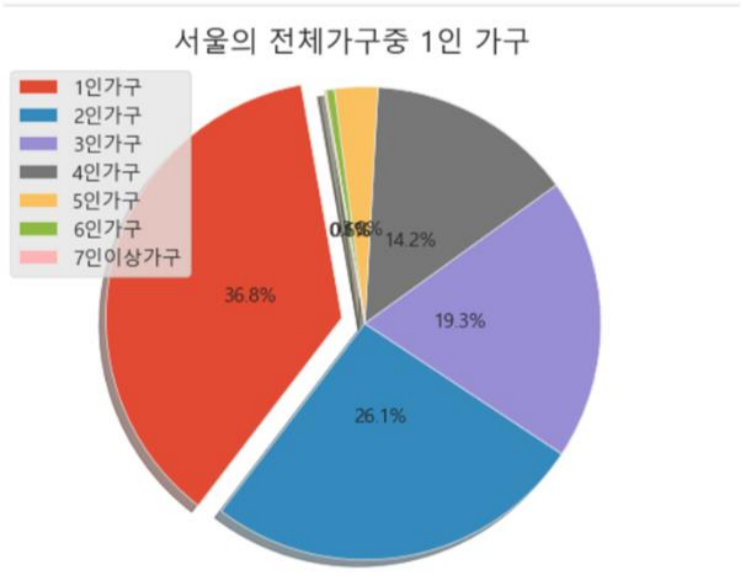 서울의 전체가구중 1인 가구
1인가구
2인가구
3인가구
4인가구
5인가구
6인가구
7인이상가구
14.2%
36.8%
19.3%
26.1%